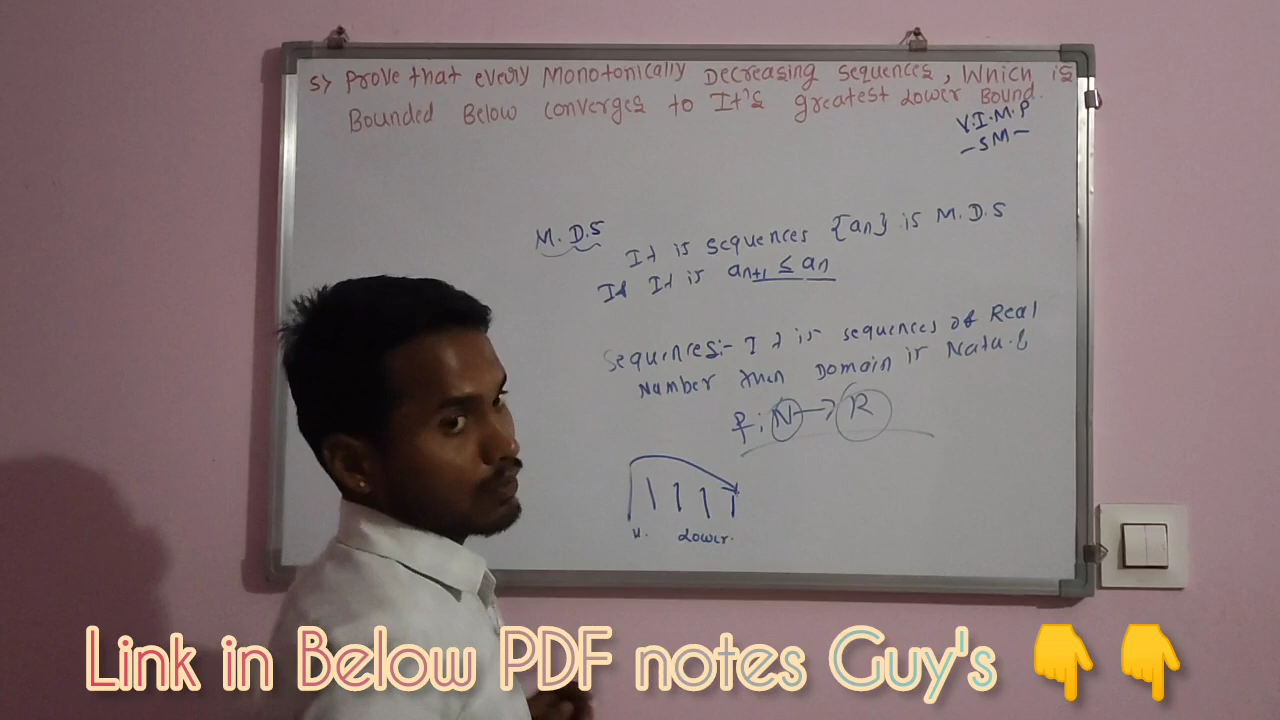 5) Prove that every Monotonically Decreasing Sequences, Which is
Bounded Below converges to It's greatest Lower Bound.
V.I.M.P
-5M-
M.D.S
It is sequences {an} is M.D.S
If It is an+1 ≤ an
Sequences:- It is sequences of Real
Number then Domain is Natu.l
f: N→R
u. Lower.
Link in Below PDF notes Guy's 👇👇